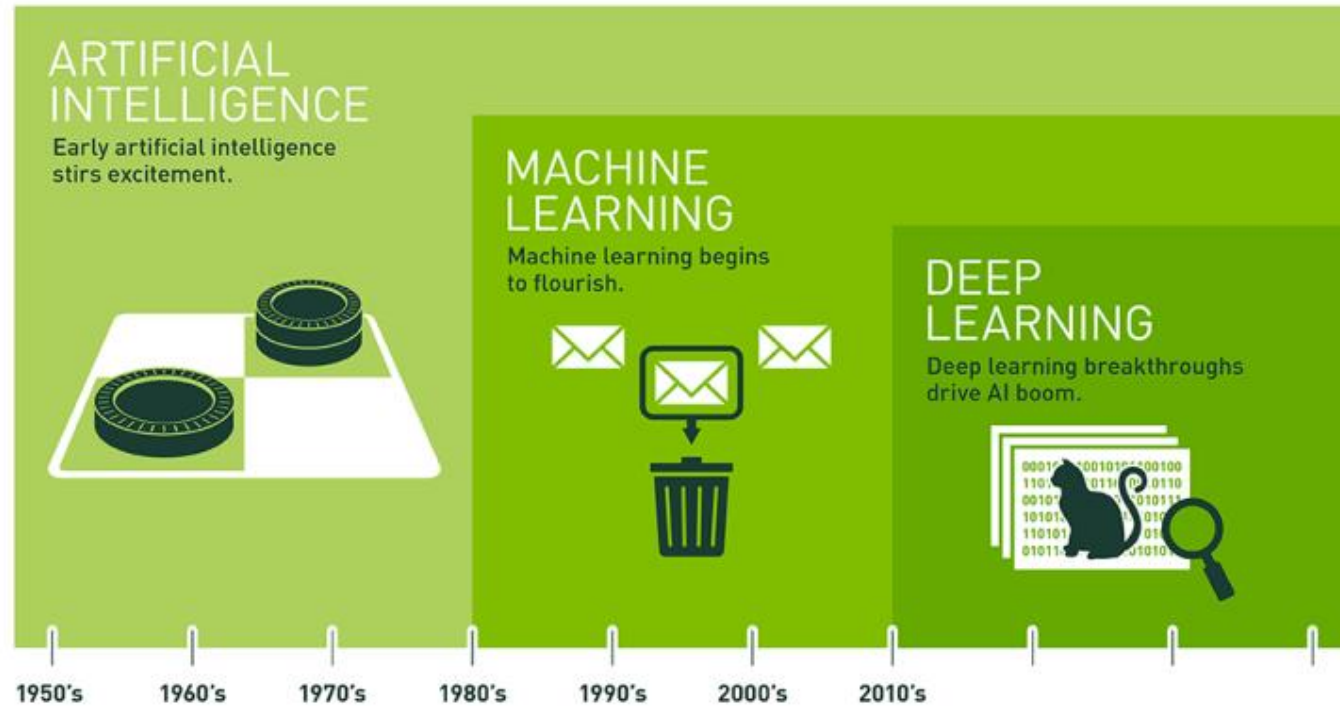 ARTIFICIAL
INTELLIGENCE
Early artificial intelligence
stirs excitement.
MACHINE
LEARNING
Machine learning begins
to flourish.
DEEP
LEARNING
Deep learning breakthroughs
drive AI boom.
1950's 1960's 1970's 1980's 1990's 2000's 2010's